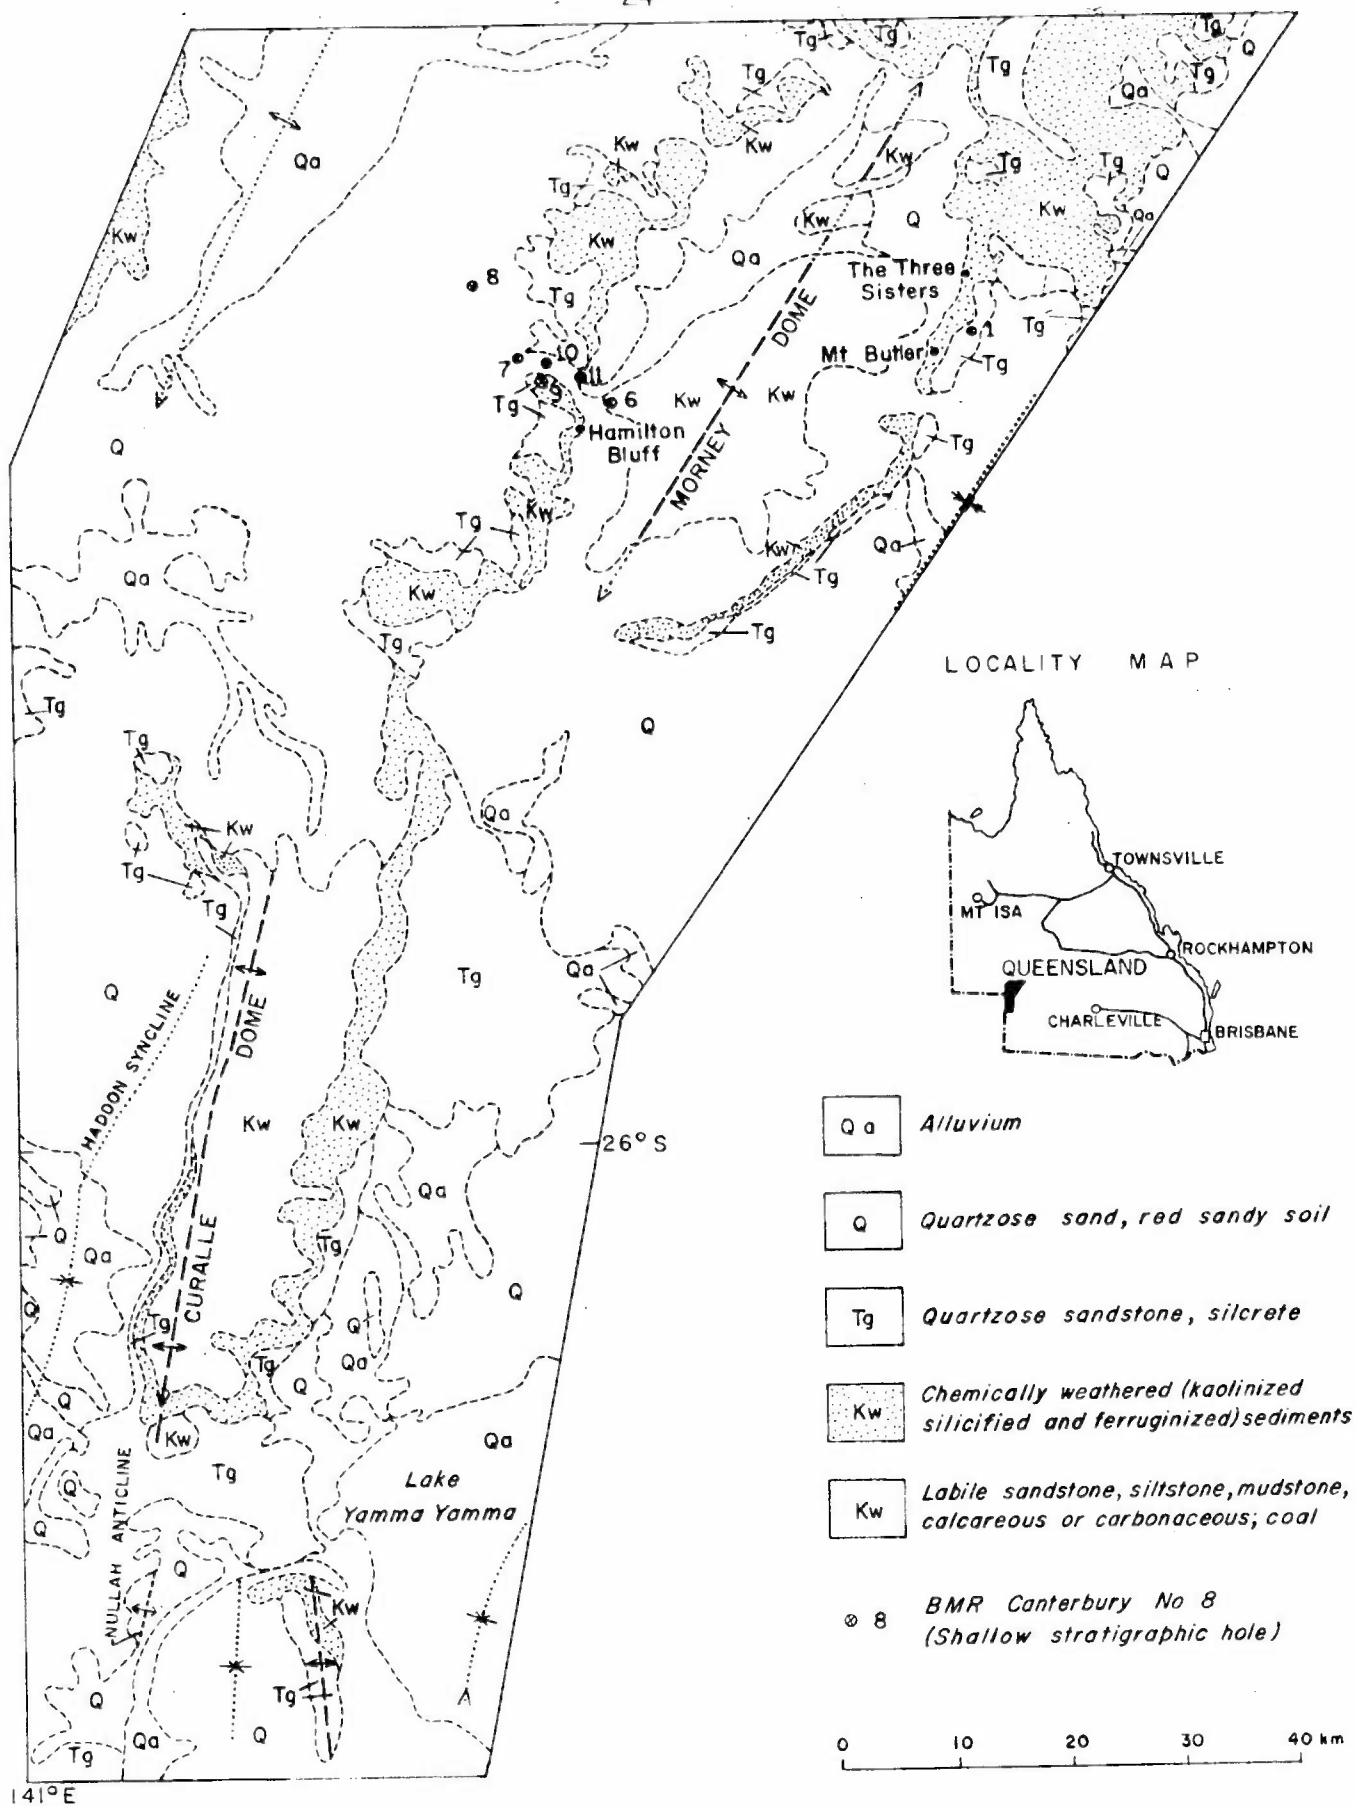 24
Tg
Tg
Tg
Q
Tg
Tg
Tg
Qa
Qa
Kw
Kw
Kw
Tg
Tg
Q
Tg
Kw
Kw
Qa
Kw
Q
Kw
Kw
Qa
The Three
Sisters
8
Tg
1
Tg
DOME
Mt Butler
Tg
7
10
11
9
Tg
6
Kw
Kw
Hamilton
Bluff
Tg
Q
MORNEY
Tg
Kw
Kw
Qa
Qa
Tg
Kw
Tg
Tg
LOCALITY MAP
Tg
Q
Tg
Qa
Kw
Tg
TOWNSVILLE
Tg
MT ISA
ROCKHAMPTON
Q
Tg
Qa
QUEENSLAND
HADDON SYNCLINE
DOME
CHARLEVILLE
BRISBANE
Kw
Kw
26° S
Qa
Alluvium
Qa
Q
Quartzose sand, red sandy soil
Q
Qa
Tg
CURALLE
Q
Q
Tg
Q
Tg
Quartzose sandstone, silcrete
Tg
Qa
Q
Q
Kw
Chemically weathered (kaolinized
silicified and ferruginized) sediments
Qa
Kw
Qa
Tg
Lake
Yamma Yamma
Q
Q
NULLAH ANTICLINE
Kw
Labile sandstone, siltstone, mudstone,
calcareous or carbonaceous; coal
Q
Kw
8
BMR Canterbury No 8
(Shallow stratigraphic hole)
Tg
Q
A
Qa
Q
Tg
0 10 20 30 40 km
141° E